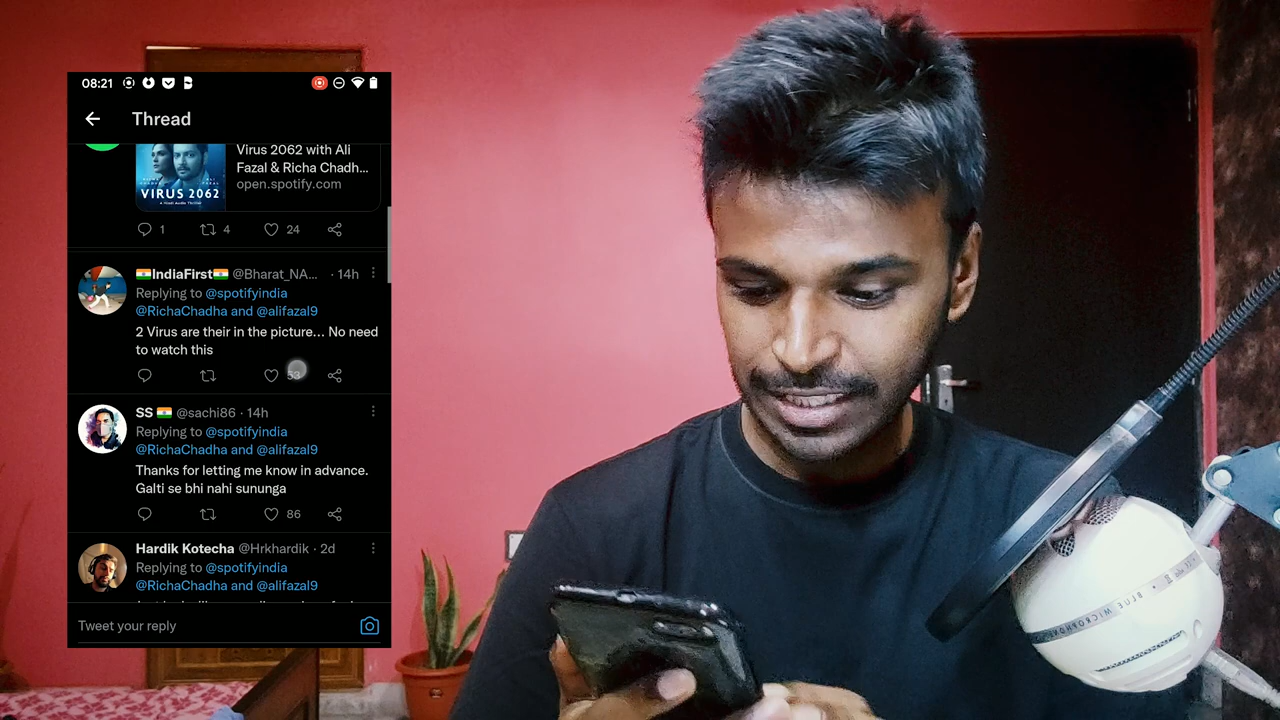 08:21
Thread
Virus 2062 with Ali
Fazal & Richa Chadh...
open.spotify.com
VIRUS 2062
1 4 24
🇮🇳IndiaFirst🇮🇳 @Bharat_NA... · 14h
Replying to @spotifyindia
@RichaChadha and @alifazal9
2 Virus are their in the picture... No need
to watch this
53
SS 🇮🇳 @sachi86 · 14h
Replying to @spotifyindia
@RichaChadha and @alifazal9
Thanks for letting me know in advance.
Galti se bhi nahi sununga
86
Hardik Kotecha @Hrkhardik · 2d
Replying to @spotifyindia
@RichaChadha and @alifazal9
Tweet your reply
BLUE MICROPHONES